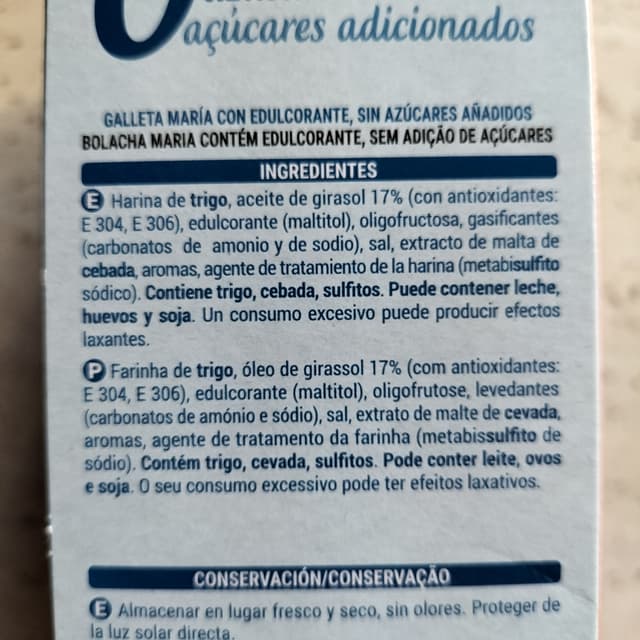 açúcares adicionados
GALLETA MARÍA CON EDULCORANTE, SIN AZÚCARES AÑADIDOS
BOLACHA MARIA CONTÉM EDULCORANTE, SEM ADIÇÃO DE AÇÚCARES
INGREDIENTES
E Harina de trigo, aceite de girasol 17% (con antioxidantes:
E 304, E 306), edulcorante (maltitol), oligofructosa, gasificantes
(carbonatos de amonio y de sodio), sal, extracto de malta de
cebada, aromas, agente de tratamiento de la harina (metabisulfito
sódico). Contiene trigo, cebada, sulfitos. Puede contener leche,
huevos y soja. Un consumo excesivo puede producir efectos
laxantes.
P Farinha de trigo, óleo de girassol 17% (com antioxidantes:
E 304, E 306), edulcorante (maltitol), oligofrutose, levedantes
(carbonatos de amónio e sódio), sal, extrato de malte de cevada,
aromas, agente de tratamento da farinha (metabissulfito de
sódio). Contém trigo, cevada, sulfitos. Pode conter leite, ovos
e soja. O seu consumo excessivo pode ter efeitos laxativos.
CONSERVACIÓN/CONSERVAÇÃO
E Almacenar en lugar fresco y seco, sin olores. Proteger de
la luz solar directa.